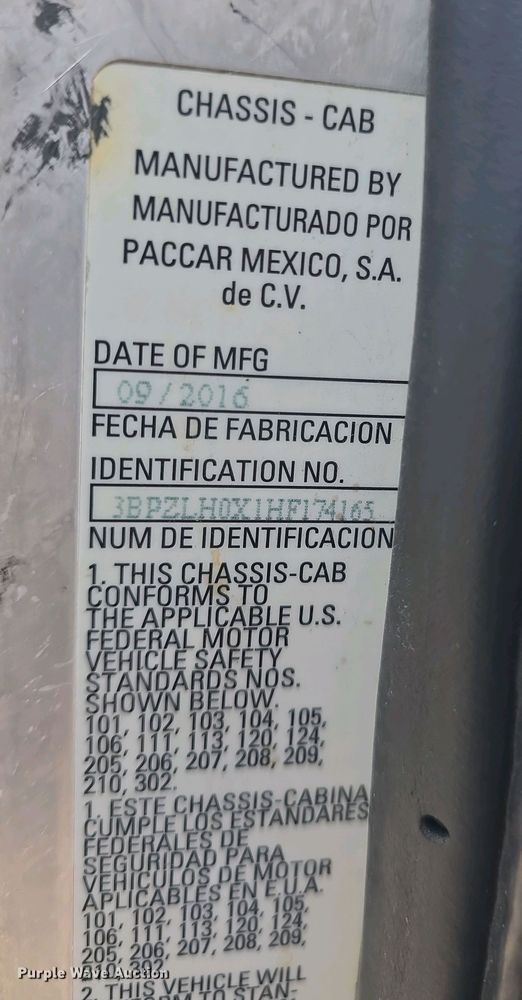 CHASSIS - CAB
MANUFACTURED BY
MANUFACTURADO POR
PACCAR MEXICO, S.A.
de C.V.
DATE OF MFG
09/2016
FECHA DE FABRICACION
IDENTIFICATION NO.
3BPZLH0X1HF174165
NUM DE IDENTIFICACION
1. THIS CHASSIS-CAB
CONFORMS TO
THE APPLICABLE U.S.
FEDERAL MOTOR
VEHICLE SAFETY
STANDARDS NOS.
SHOWN BELOW.
101, 102, 103, 104, 105,
106, 111, 113, 120, 124,
205, 206, 207, 208, 209,
210, 302.
1. ESTE CHASSIS-CABINA
CUMPLE LOS ESTANDARES
FEDERALES DE
SEGURIDAD PARA
VEHICULOS DE MOTOR
APLICABLES EN E.U.A.
101, 102, 103, 104, 105,
106, 111, 113, 120, 124,
205, 206, 207, 208, 209,
302.
Purple Wave Auction
2. THIS VEHICLE WILL
TO STAN-